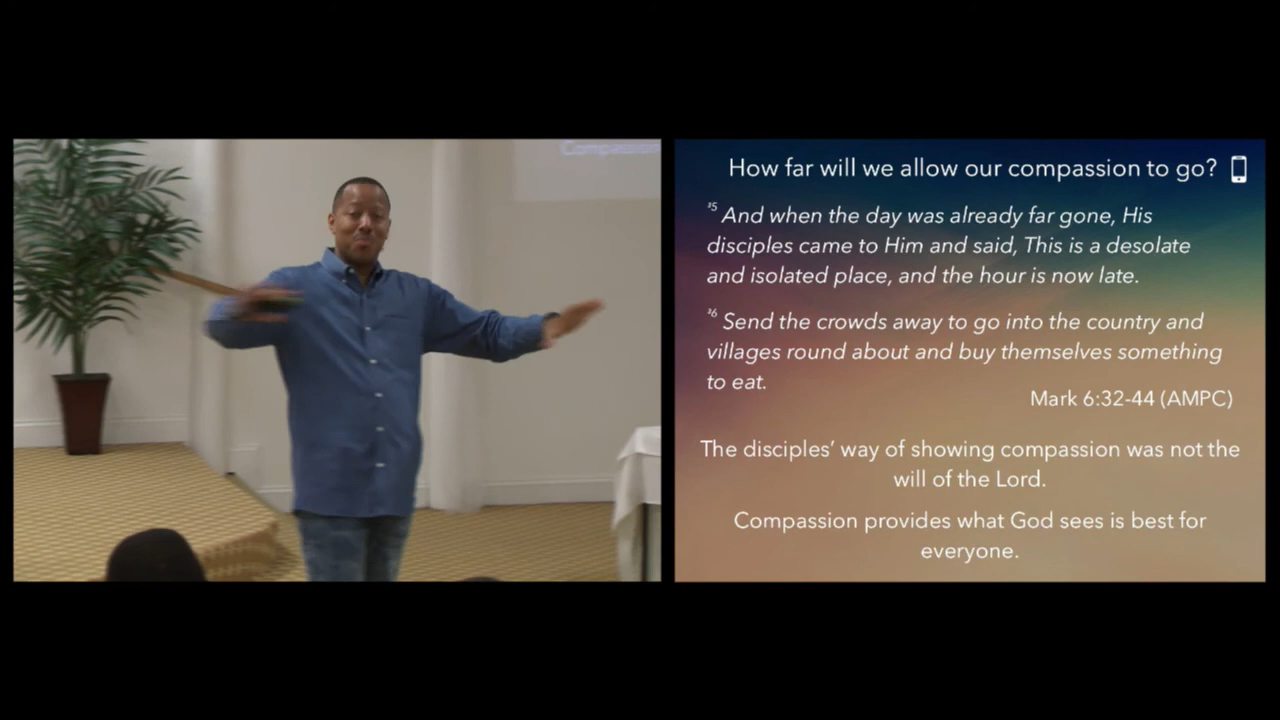 Compassion
How far will we allow our compassion to go?
35 And when the day was already far gone, His
disciples came to Him and said, This is a desolate
and isolated place, and the hour is now late.
36 Send the crowds away to go into the country and
villages round about and buy themselves something
to eat.
Mark 6:32-44 (AMPC)
The disciples’ way of showing compassion was not the
will of the Lord.
Compassion provides what God sees is best for
everyone.